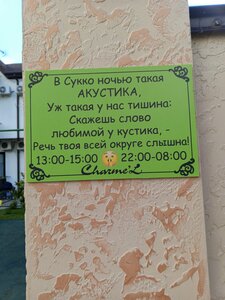 В Сукко ночью такая
АКУСТИКА,
Уж такая у нас тишина:
Скажешь слово
любимой у кустика, -
Речь твоя всей округе слышна!
13:00-15:00 22:00-08:00
Charme'L